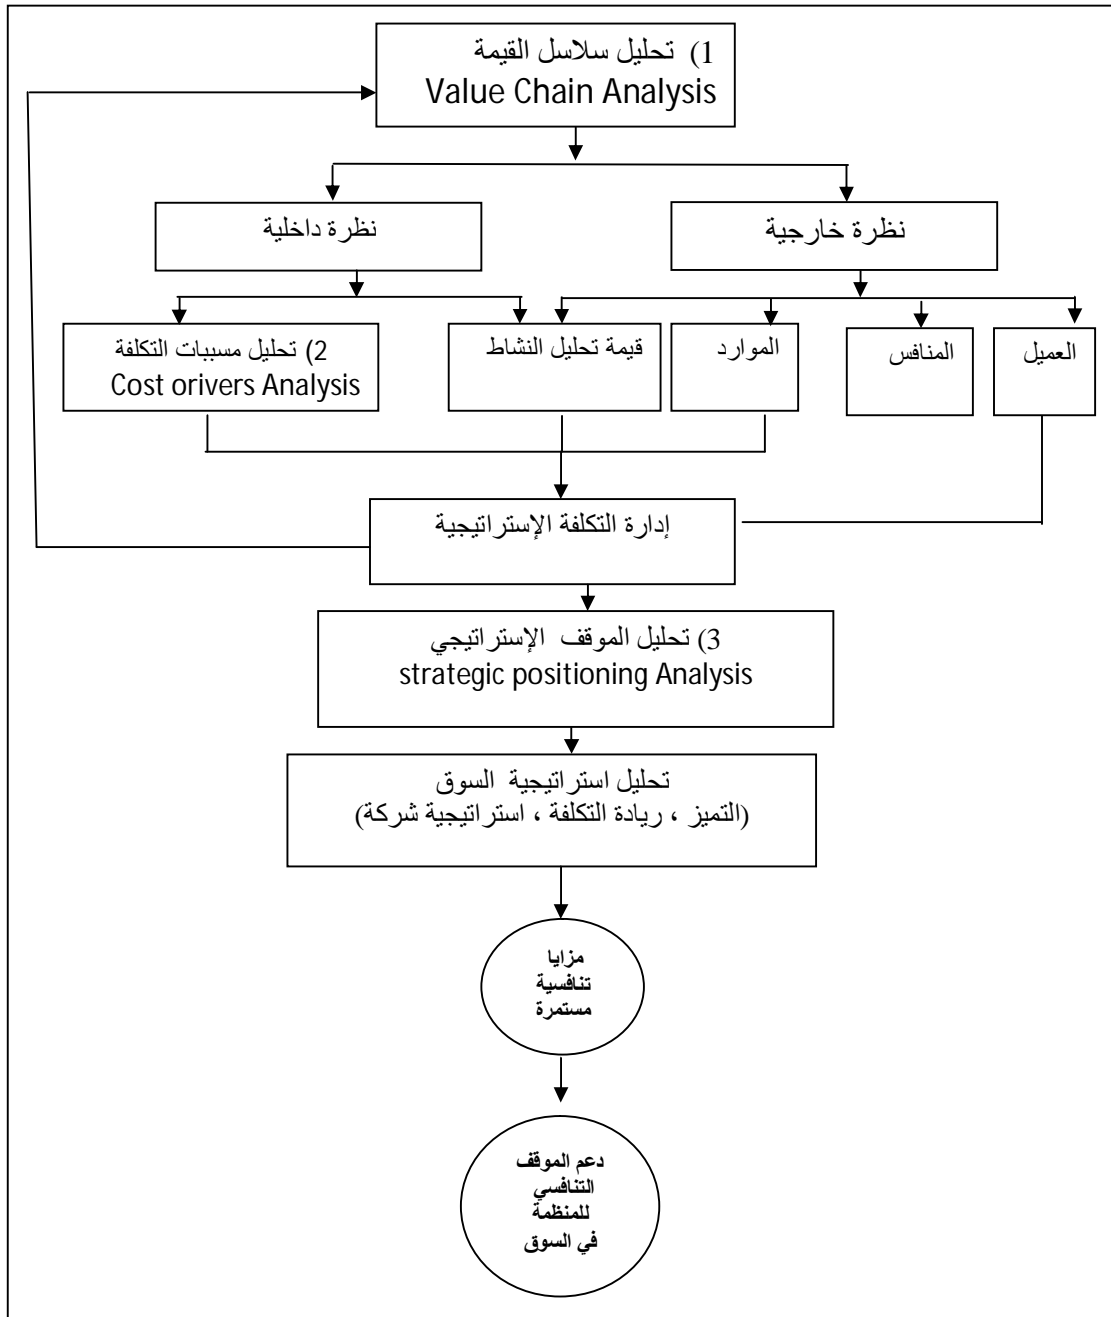 1) تحليل سلاسل القيمة
Value Chain Analysis
نظرة خارجية
نظرة داخلية
العميل
المنافس
الموارد
قيمة تحليل النشاط
2) تحليل مسببات التكلفة
Cost orivers Analysis
إدارة التكلفة الإستراتيجية
3) تحليل الموقف الإستراتيجي
strategic positioning Analysis
تحليل استراتيجية السوق
(التميز ، ريادة التكلفة ، استراتيجية شركة)
مزايا
تنافسية
مستمرة
دعم الموقف
التنافسي
للمنظمة
في السوق